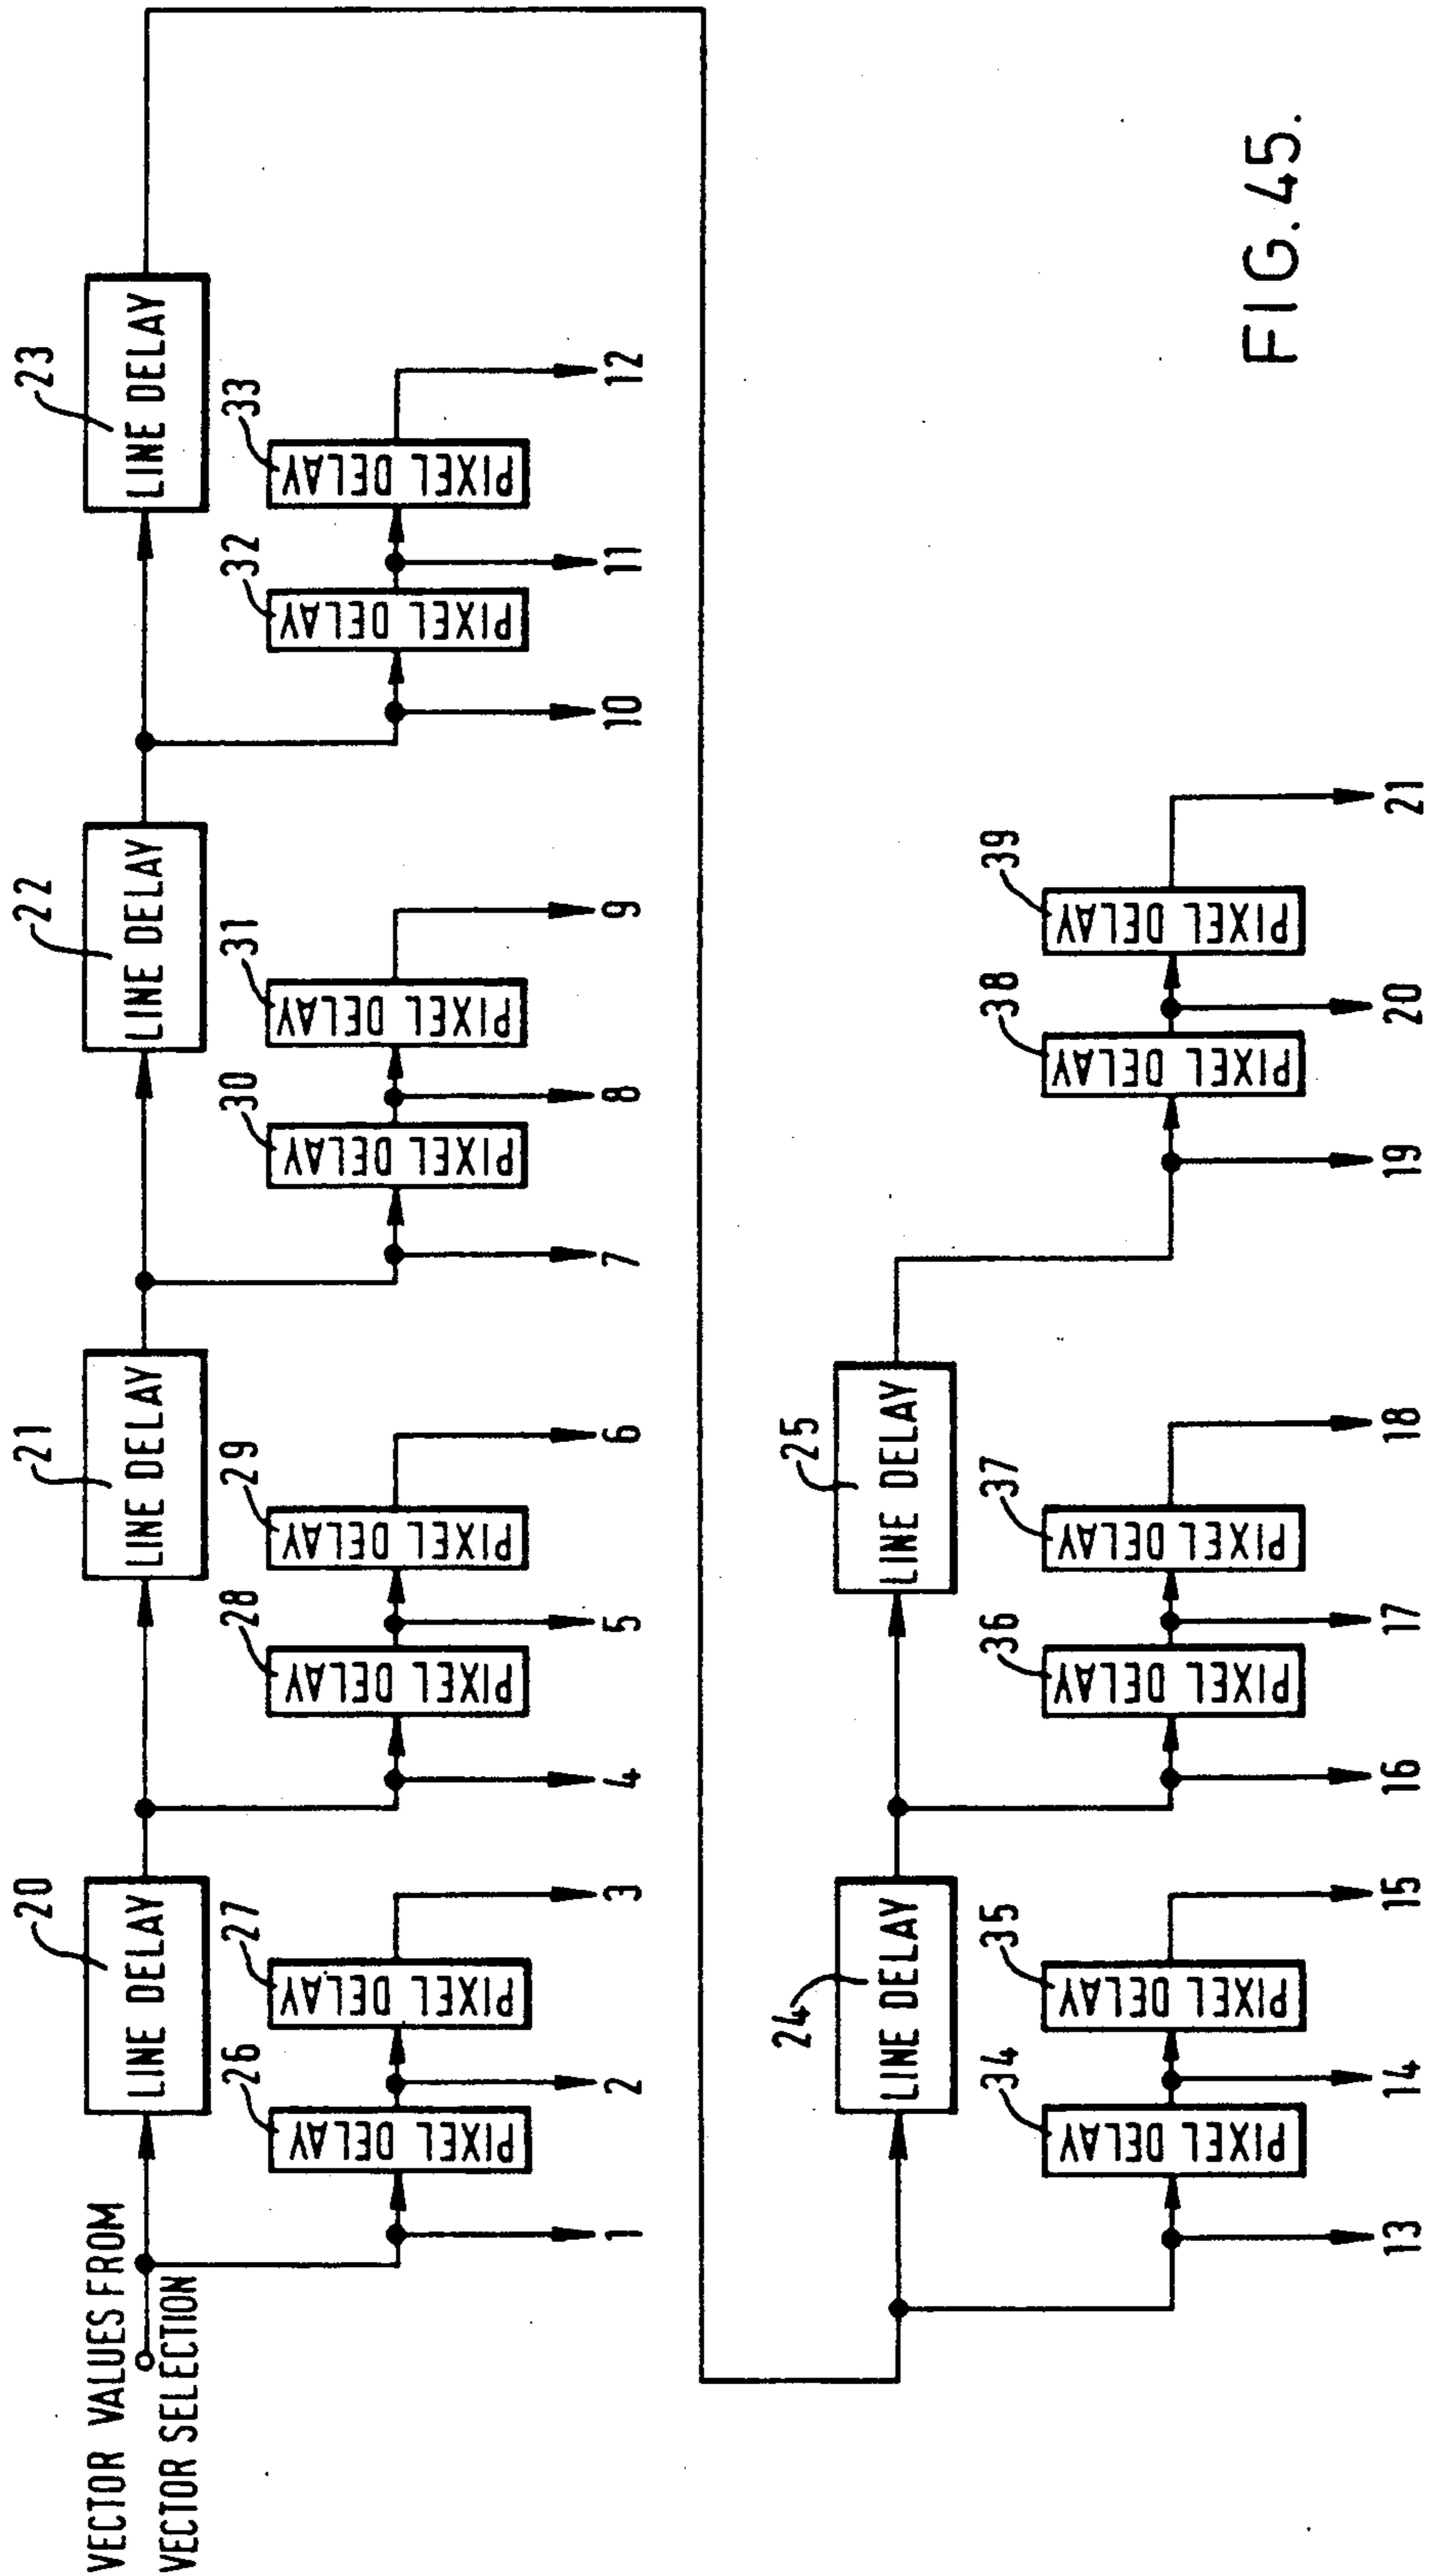 VECTOR VALUES FROM
VECTOR SELECTION
20
LINE DELAY
21
LINE DELAY
22
LINE DELAY
23
LINE DELAY
26
PIXEL DELAY
27
PIXEL DELAY
28
PIXEL DELAY
29
PIXEL DELAY
30
PIXEL DELAY
31
PIXEL DELAY
32
PIXEL DELAY
33
PIXEL DELAY
1
2
3
4
5
6
7
8
9
10
11
12
24
LINE DELAY
25
LINE DELAY
34
PIXEL DELAY
35
PIXEL DELAY
36
PIXEL DELAY
37
PIXEL DELAY
38
PIXEL DELAY
39
PIXEL DELAY
13
14
15
16
17
18
19
20
21
FIG. 45.